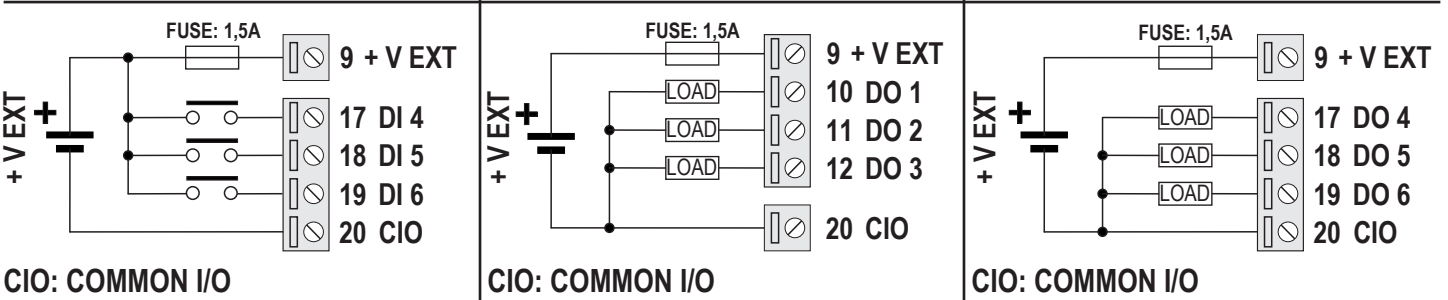 FUSE: 1,5A
9 + V EXT
+ V EXT
+
17 DI 4
18 DI 5
19 DI 6
20 CIO
CIO: COMMON I/O
FUSE: 1,5A
9 + V EXT
+ V EXT
+
LOAD
10 DO 1
LOAD
11 DO 2
LOAD
12 DO 3
20 CIO
CIO: COMMON I/O
FUSE: 1,5A
9 + V EXT
+ V EXT
+
LOAD
17 DO 4
LOAD
18 DO 5
LOAD
19 DO 6
20 CIO
CIO: COMMON I/O